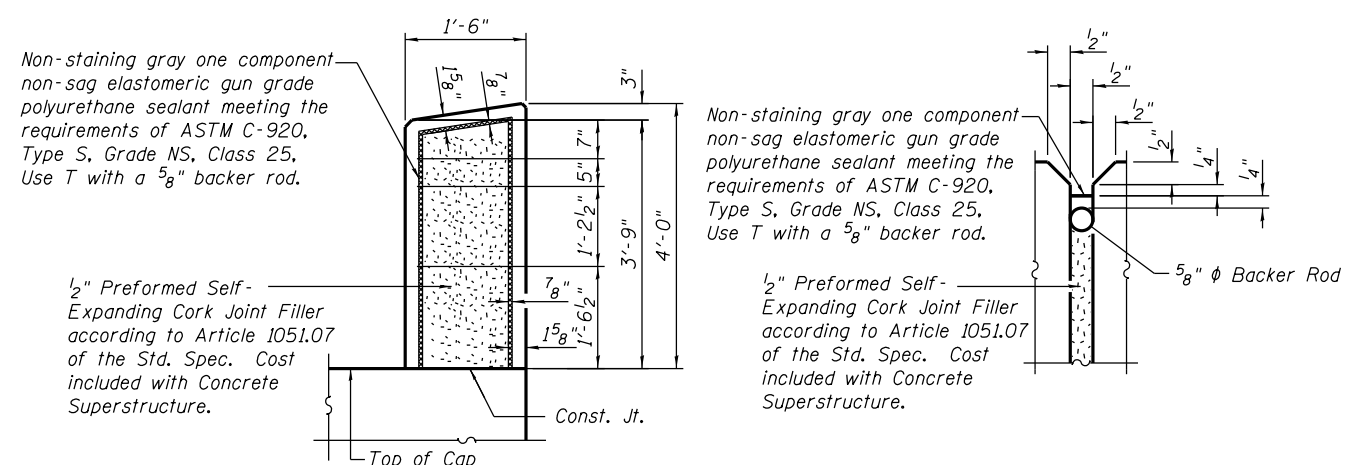 1'-6"
Non-staining gray one component
non-sag elastomeric gun grade
polyurethane sealant meeting the
requirements of ASTM C-920,
Type S, Grade NS, Class 25,
Use T with a 5/8" backer rod.
1 5/8"
7/8"
3"
7"
5"
1'-2 1/2"
1'-6 1/2"
3'-9"
4'-0"
1/2" Preformed Self-
Expanding Cork Joint Filler
according to Article 1051.07
of the Std. Spec. Cost
included with Concrete
Superstructure.
7/8"
1 5/8"
Const. Jt.
Top of Cap
1/2"
1/2"
1/2"
1/2"
1/4"
1/4"
Non-staining gray one component
non-sag elastomeric gun grade
polyurethane sealant meeting the
requirements of ASTM C-920,
Type S, Grade NS, Class 25,
Use T with a 5/8" backer rod.
5/8" ϕ Backer Rod
1/2" Preformed Self-
Expanding Cork Joint Filler
according to Article 1051.07
of the Std. Spec. Cost
included with Concrete
Superstructure.